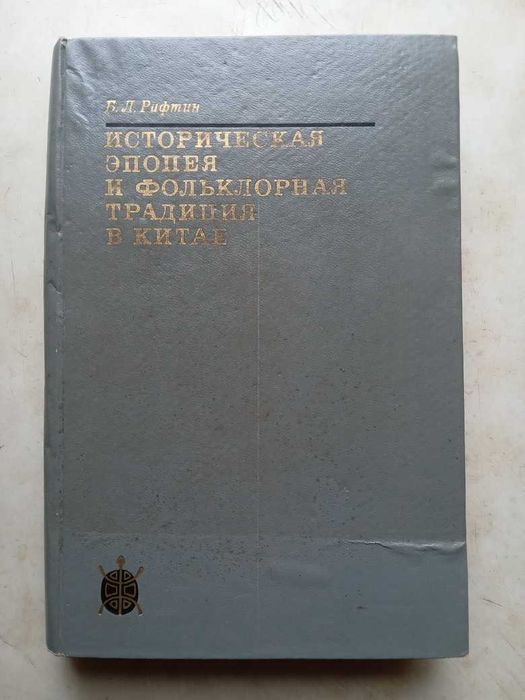 Б. Л. Рифтин
ИСТОРИЧЕСКАЯ
ЭПОПЕЯ
И ФОЛЬКЛОРНАЯ
ТРАДИЦИЯ
В КИТАЕ